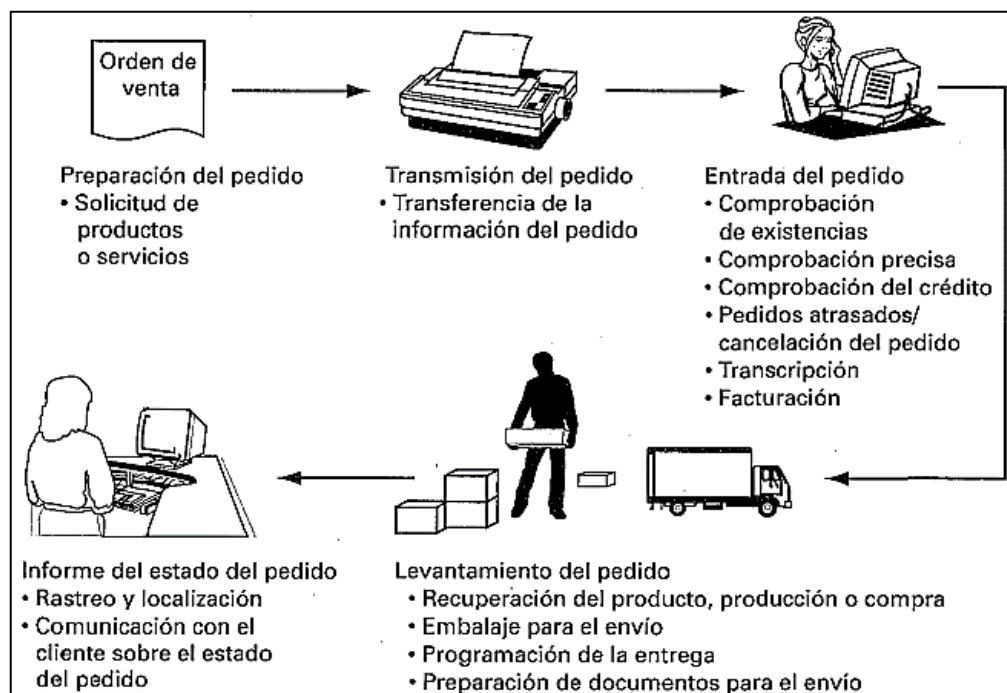 Orden de
venta
Preparación del pedido
• Solicitud de
productos
o servicios
Transmisión del pedido
• Transferencia de la
información del pedido
Entrada del pedido
• Comprobación
de existencias
• Comprobación precisa
• Comprobación del crédito
• Pedidos atrasados/
cancelación del pedido
• Transcripción
• Facturación
Levantamiento del pedido
• Recuperación del producto, producción o compra
• Embalaje para el envío
• Programación de la entrega
• Preparación de documentos para el envío
Informe del estado del pedido
• Rastreo y localización
• Comunicación con el
cliente sobre el estado
del pedido